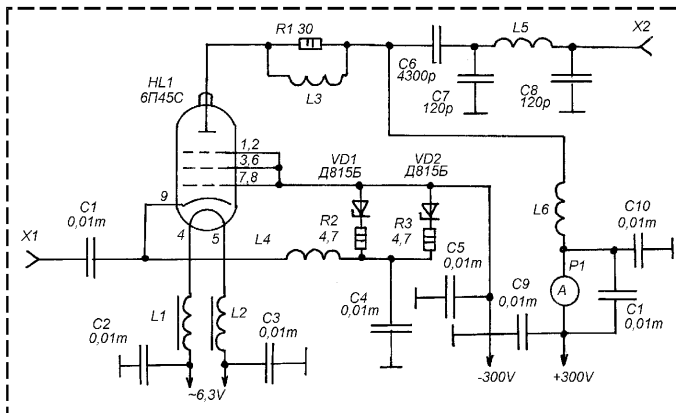 R1 30
L5
X2
C6
4300p
HL1
6П45С
L3
C7
120p
C8
120p
1,2
3,6
7,8
VD1
Д815Б
VD2
Д815Б
9
X1
C1
0,01m
4
5
L4
R2
4,7
R3
4,7
C5
0,01m
L6
C10
0,01m
P1
A
C9
0,01m
C1
0,01m
C2
0,01m
L1
L2
C3
0,01m
C4
0,01m
~6,3V
-300V
+300V